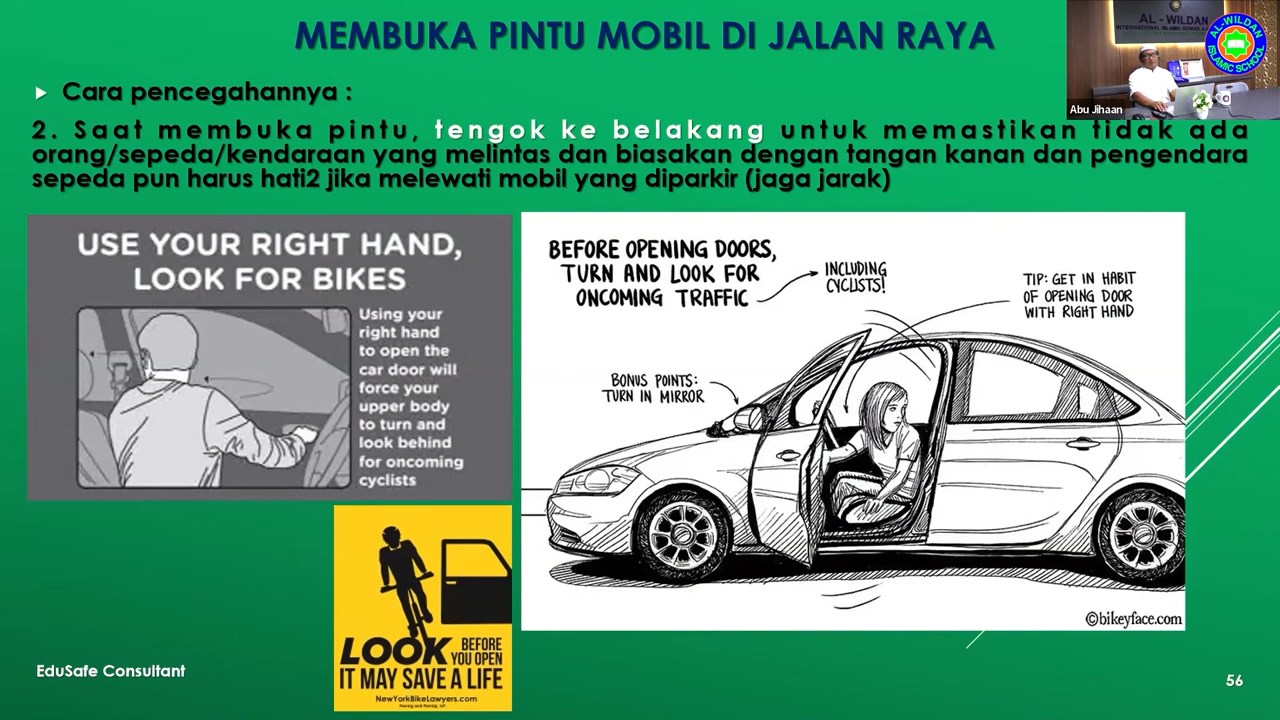 MEMBUKA PINTU MOBIL DI JALAN RAYA
AL - WILDAN
AL-WILDAN
ISLAMIC SCHOOL
Abu Jihaan
Cara pencegahannya :
2. Saat membuka pintu, tengok ke belakang untuk memastikan tidak ada
orang/sepeda/kendaraan yang melintas dan biasakan dengan tangan kanan dan pengendara
sepeda pun harus hati2 jika melewati mobil yang diparkir (jaga jarak)
USE YOUR RIGHT HAND,
LOOK FOR BIKES
Using your
right hand
to open the
car door will
force your
upper body
to turn and
look behind
for oncoming
cyclists
BEFORE OPENING DOORS,
TURN AND LOOK FOR
ONCOMING TRAFFIC
INCLUDING
CYCLISTS!
TIP: GET IN HABIT
OF OPENING DOOR
WITH RIGHT HAND
BONUS POINTS:
TURN IN MIRROR
©bikeyface.com
LOOK BEFORE
YOU OPEN
IT MAY SAVE A LIFE
NewYorkBikeLawyers.com
EduSafe Consultant
56